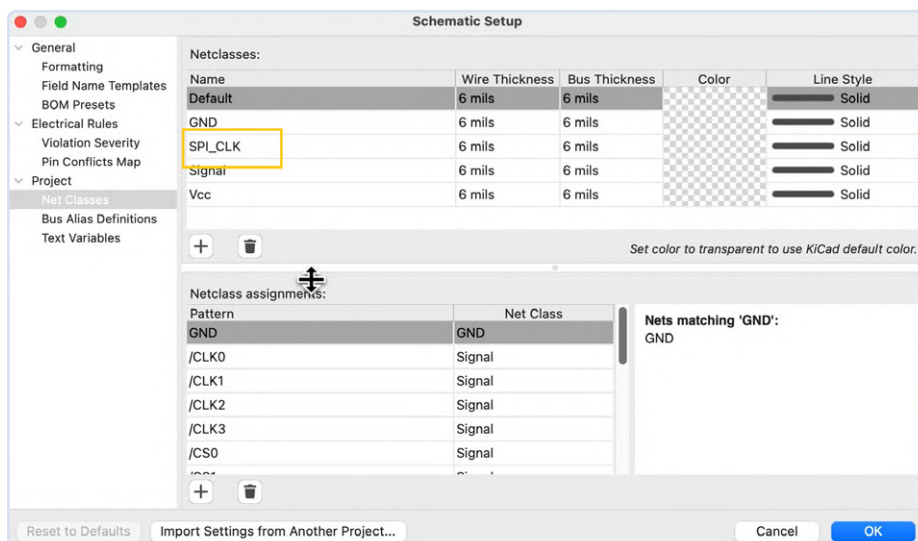 Schematic Setup
General
Formatting
Field Name Templates
BOM Presets
Electrical Rules
Violation Severity
Pin Conflicts Map
Project
Net Classes
Bus Alias Definitions
Text Variables
Netclasses:
Name Wire Thickness Bus Thickness Color Line Style
Default 6 mils 6 mils Solid
GND 6 mils 6 mils Solid
SPI_CLK 6 mils 6 mils Solid
Signal 6 mils 6 mils Solid
Vcc 6 mils 6 mils Solid
Set color to transparent to use KiCad default color.
Netclass assignments:
Pattern Net Class
GND GND
/CLK0 Signal
/CLK1 Signal
/CLK2 Signal
/CLK3 Signal
/CS0 Signal
Nets matching 'GND':
GND
Reset to Defaults Import Settings from Another Project... Cancel OK